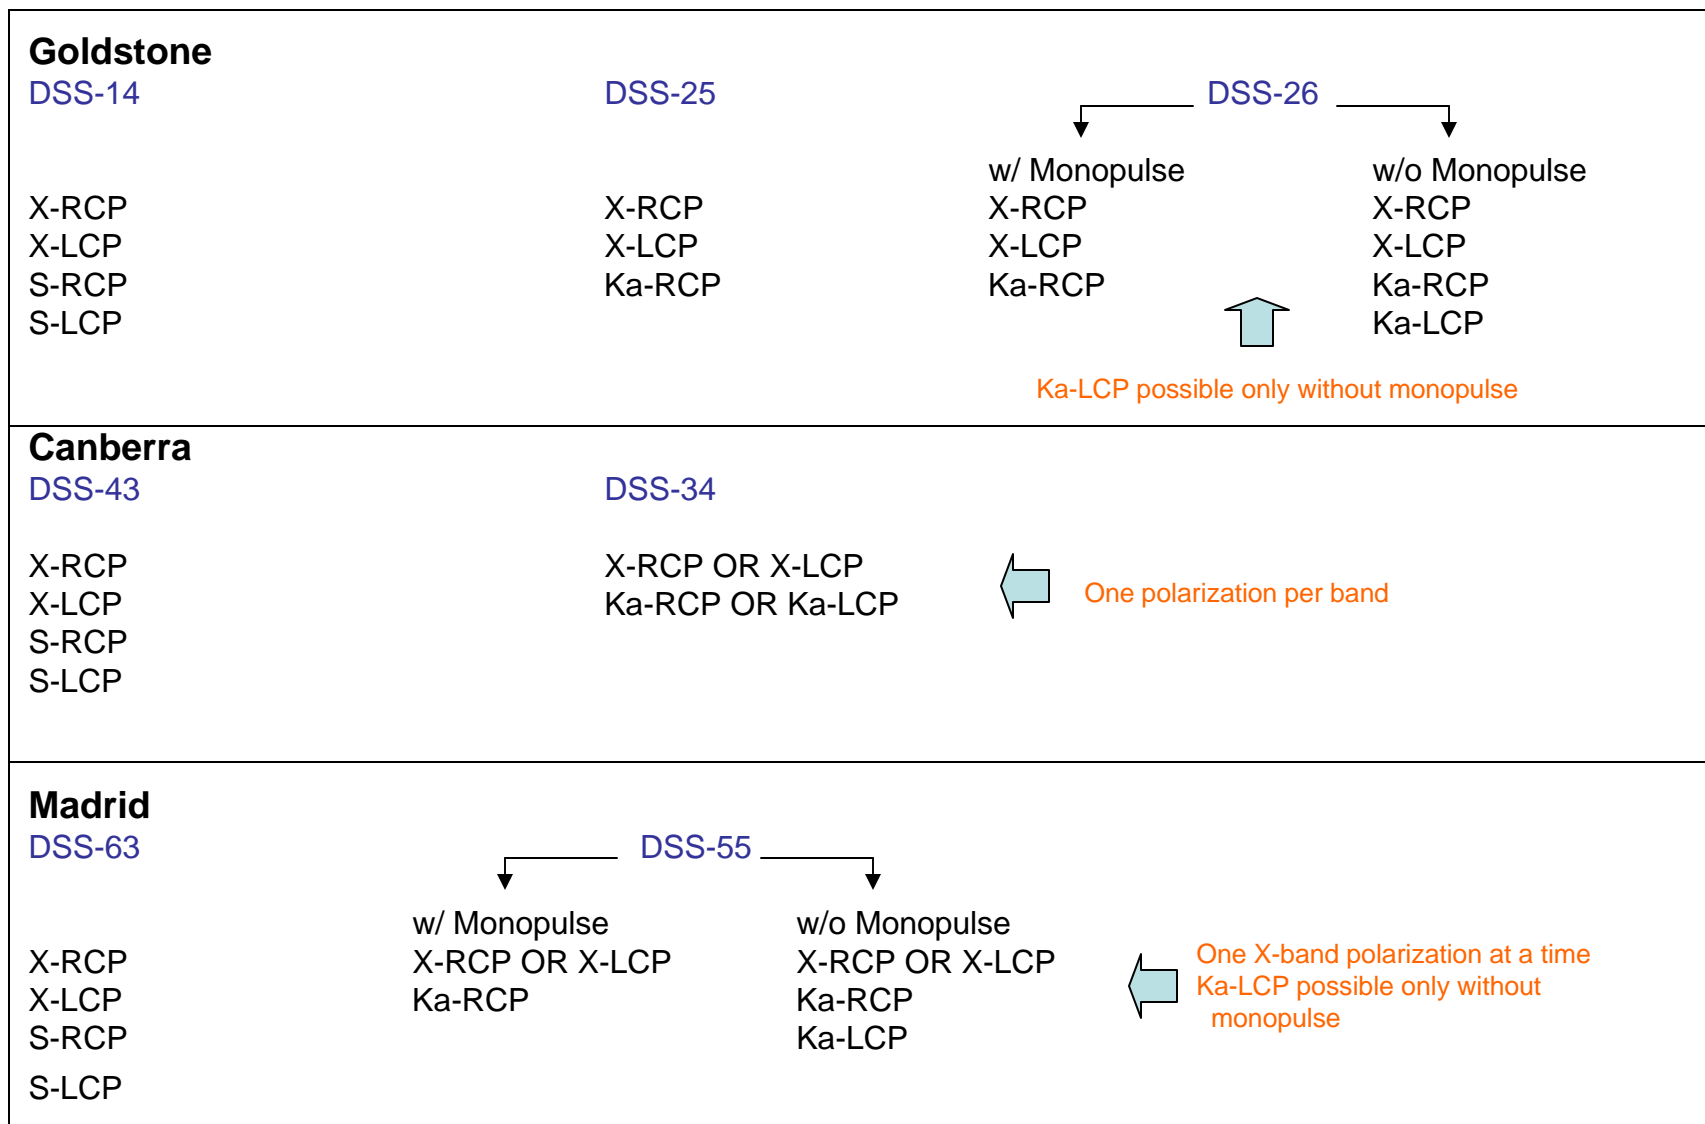 Goldstone
DSS-14 DSS-25 DSS-26
w/ Monopulse w/o Monopulse
X-RCP X-RCP X-RCP X-RCP
X-LCP X-LCP X-LCP X-LCP
S-RCP Ka-RCP Ka-RCP Ka-RCP
S-LCP Ka-LCP
Ka-LCP possible only without monopulse
Canberra
DSS-43 DSS-34
X-RCP X-RCP OR X-LCP
X-LCP Ka-RCP OR Ka-LCP
One polarization per band
S-RCP
S-LCP
Madrid
DSS-63 DSS-55
w/ Monopulse w/o Monopulse
X-RCP X-RCP OR X-LCP X-RCP OR X-LCP
X-LCP Ka-RCP Ka-RCP
S-RCP Ka-LCP
S-LCP
One X-band polarization at a time
Ka-LCP possible only without
monopulse